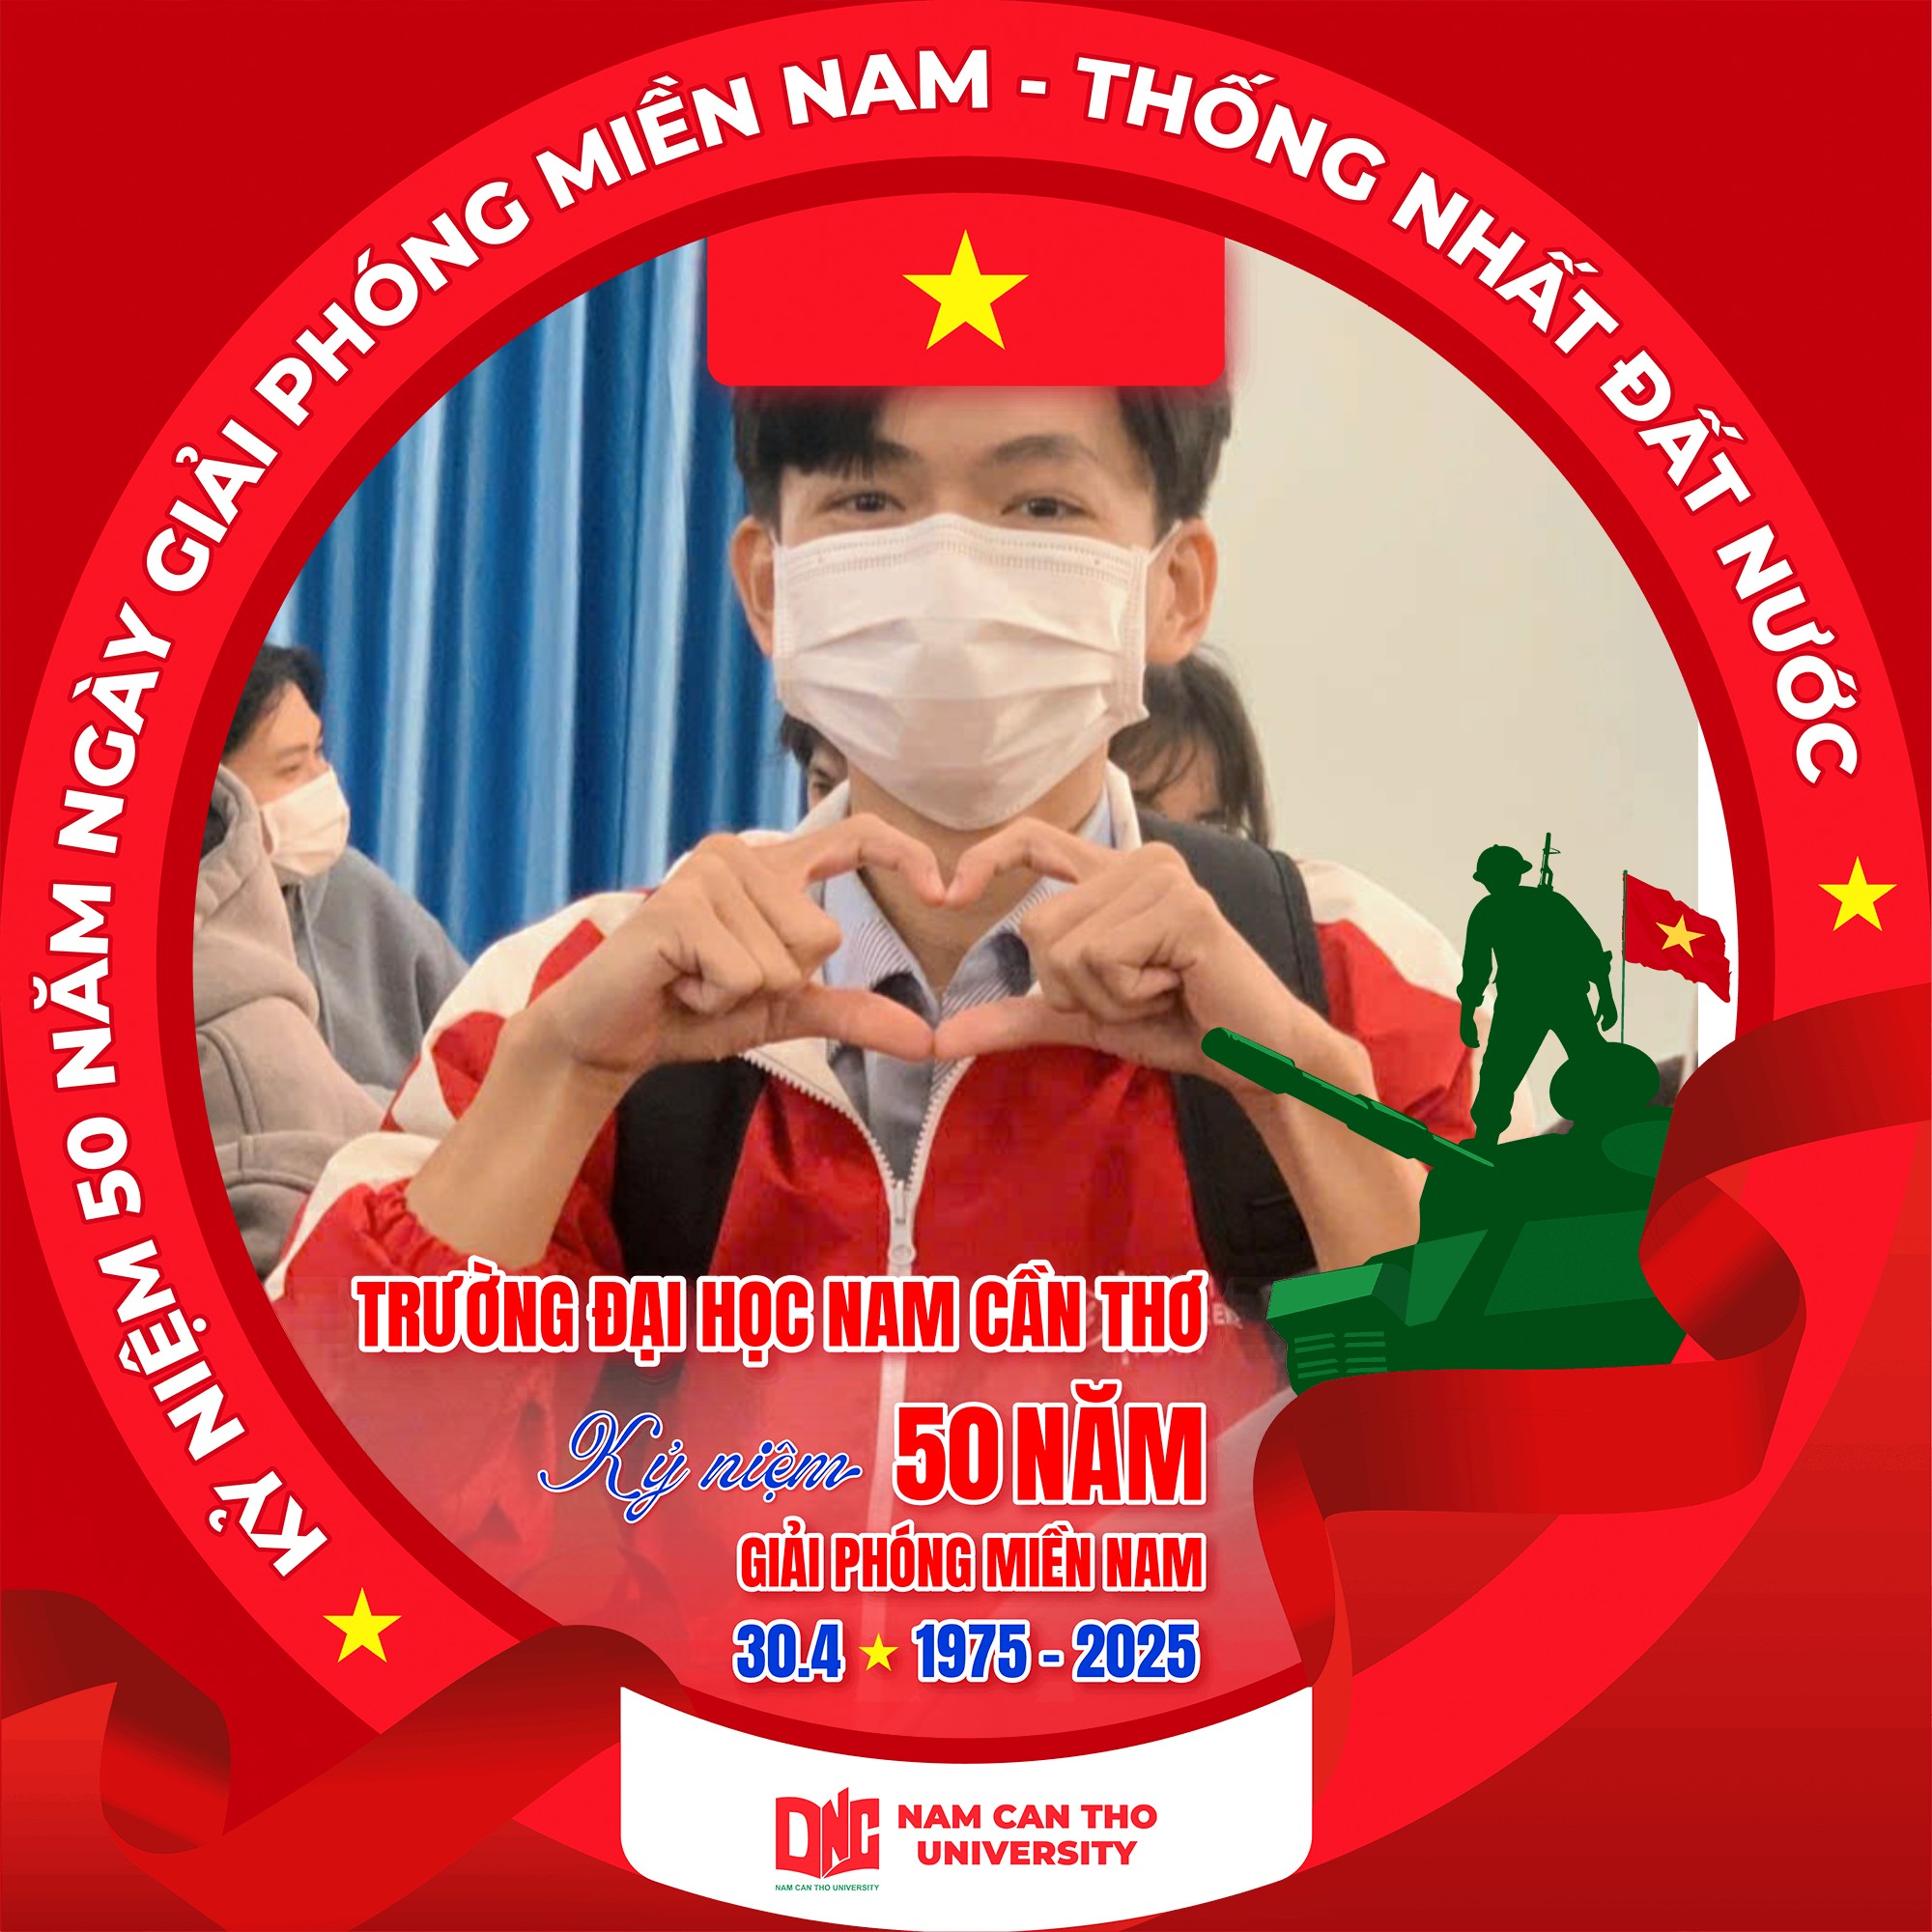 KỶ NIỆM 50 NĂM NGÀY GIẢI PHÓNG MIỀN NAM - THỐNG NHẤT ĐẤT NƯỚC
TRƯỜNG ĐẠI HỌC NAM CẦN THƠ
Kỷ niệm 50 NĂM
GIẢI PHÓNG MIỀN NAM
30.4 ★ 1975 - 2025
DNC
NAM CAN THO UNIVERSITY
NAM CAN THO
UNIVERSITY